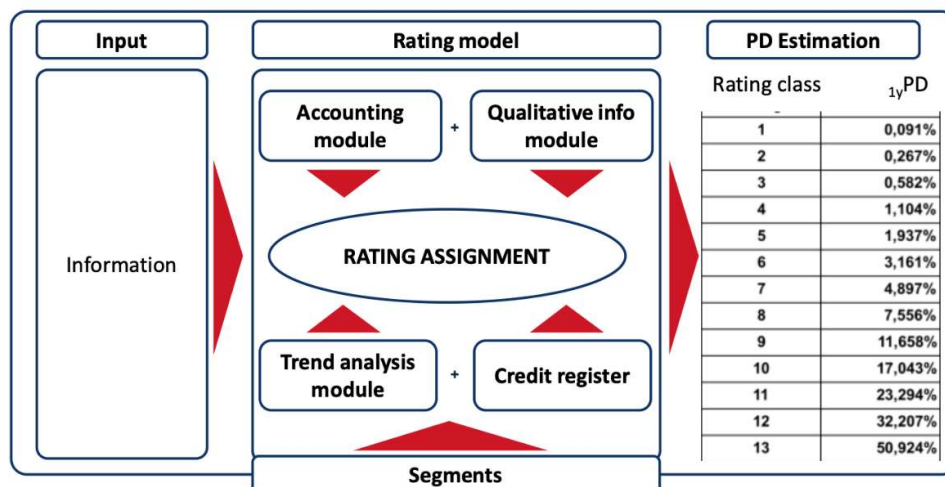 Input
Rating model
PD Estimation
Information
Accounting
module
+
Qualitative info
module
RATING ASSIGNMENT
Trend analysis
module
+
Credit register
Segments
Rating class 1yPD
1 0,091%
2 0,267%
3 0,582%
4 1,104%
5 1,937%
6 3,161%
7 4,897%
8 7,556%
9 11,658%
10 17,043%
11 23,294%
12 32,207%
13 50,924%